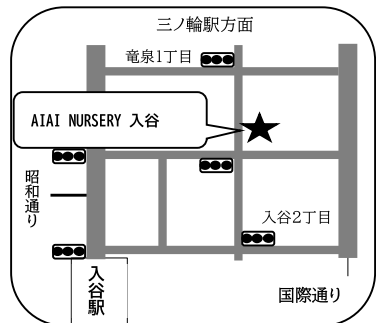 三ノ輪駅方面
竜泉1丁目
AIAI NURSERY 入谷
昭和通り
入谷2丁目
入谷駅
国際通り